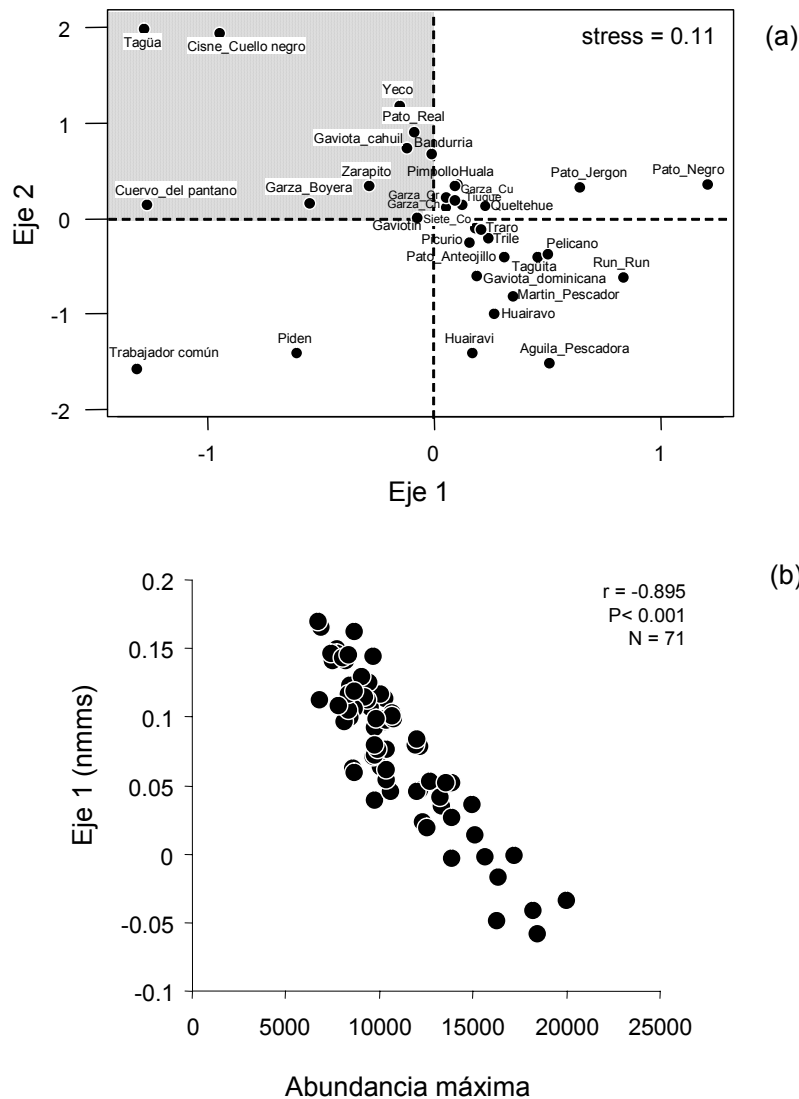 (a)
stress = 0.11
2
1
0
-1
-2
Eje 2
Tagüa
Cisne_Cuello negro
Yeco
Pato_Real
Gaviota_cahuil
Bandurria
Zarapito
PimpolloHuala
Pato_Jergon
Pato_Negro
Cuervo_del pantano
Garza_Boyera
Garza_Gr
Garza_Cu
Tiuque
Garza_Ch
Queltehue
Gaviotin
Siete_Co
Traro
Picurio
Trile
Pelicano
Pato_Anteojillo
Taguita
Run_Run
Gaviota_dominicana
Martin_Pescador
Huairavo
Trabajador común
Piden
Huairavi
Aguila_Pescadora
-1
0
1
Eje 1
(b)
r = -0.895
P< 0.001
N = 71
0.2
0.15
0.1
0.05
0
-0.05
-0.1
Eje 1 (nmms)
0
5000
10000
15000
20000
25000
Abundancia máxima